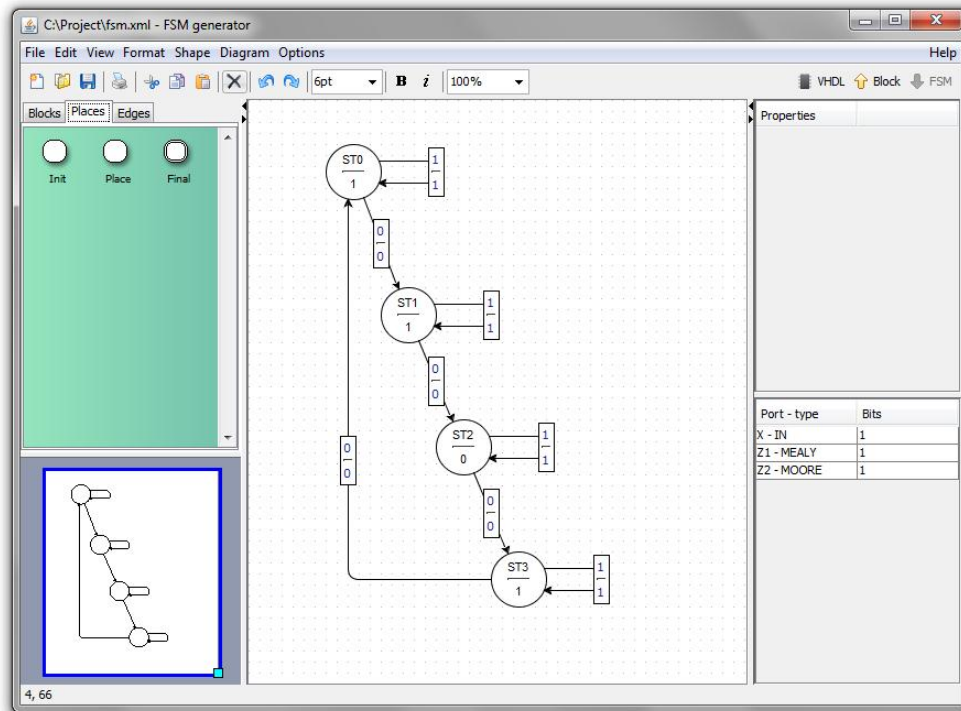 C:\Project\fsm.xml - FSM generator
File Edit View Format Shape Diagram Options Help
6pt B i 100% VHDL Block FSM
Blocks Places Edges
Init Place Final
ST0
1
1
1
0
0
ST1
1
1
1
0
0
ST2
0
1
1
0
0
0
0
ST3
1
1
1
Properties
Port - type Bits
X - IN 1
Z1 - MEALY 1
Z2 - MOORE 1
4, 66